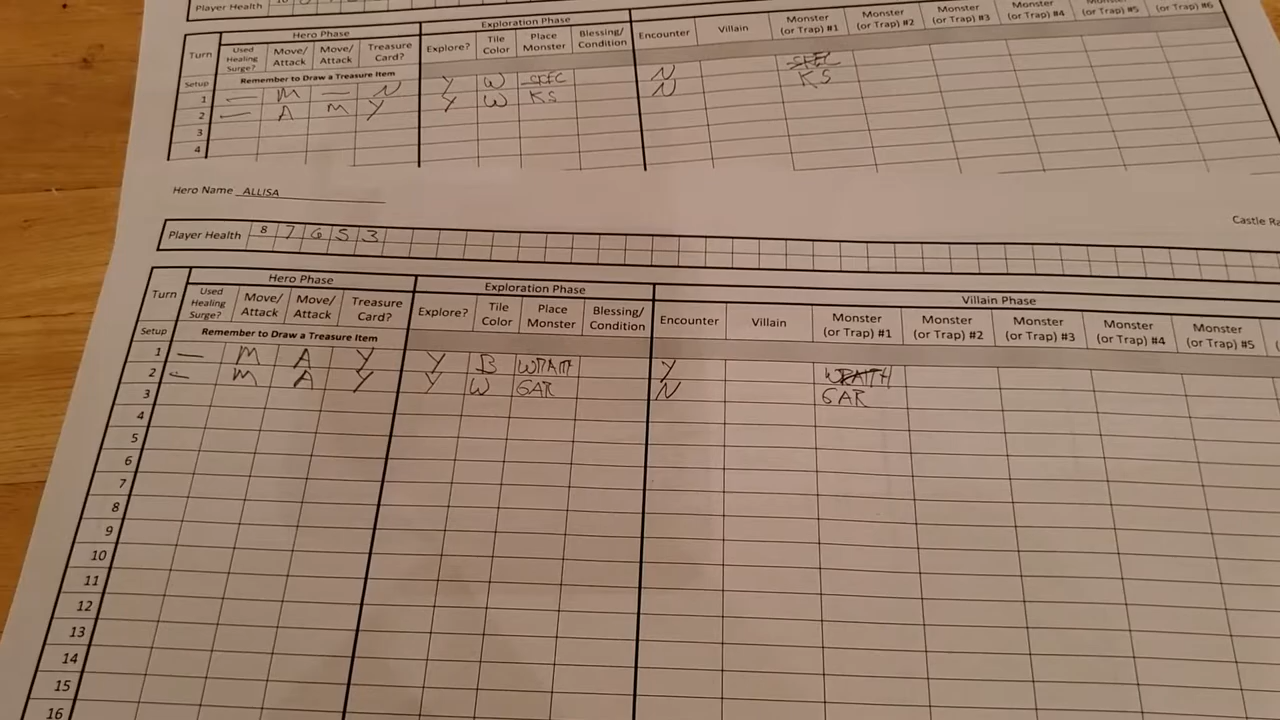 Player Health
Hero Phase Exploration Phase
Turn Used Healing Surge? Move/ Attack Move/ Attack Treasure Card? Explore? Tile Color Place Monster Blessing/ Condition Encounter Villain Monster (or Trap) #1 Monster (or Trap) #2 Monster (or Trap) #3 Monster (or Trap) #4 (or Trap) #5 (or Trap) #6
Setup Remember to Draw a Treasure Item
1 — M — N Y W N
2 — A M Y Y W KS N KS
3
4
Hero Name ALLISA
Castle Ra
Player Health 8 7 6 5 3
Hero Phase Exploration Phase Villain Phase
Turn Used Healing Surge? Move/ Attack Move/ Attack Treasure Card? Explore? Tile Color Place Monster Blessing/ Condition Encounter Villain Monster (or Trap) #1 Monster (or Trap) #2 Monster (or Trap) #3 Monster (or Trap) #4 Monster (or Trap) #5
Setup Remember to Draw a Treasure Item
1 — M A Y Y B WRAITH Y WRAITH
2 — M A Y Y W GAR N GAR
3
4
5
6
7
8
9
10
11
12
13
14
15
16